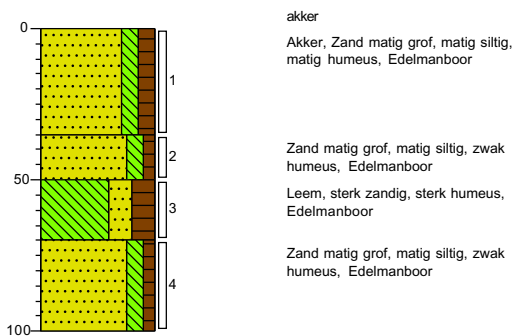 akker
0
Akker, Zand matig grof, matig siltig,
matig humeus, Edelmanboor
1
Zand matig grof, matig siltig, zwak
humeus, Edelmanboor
2
50
Leem, sterk zandig, sterk humeus,
Edelmanboor
3
Zand matig grof, matig siltig, zwak
humeus, Edelmanboor
4
100